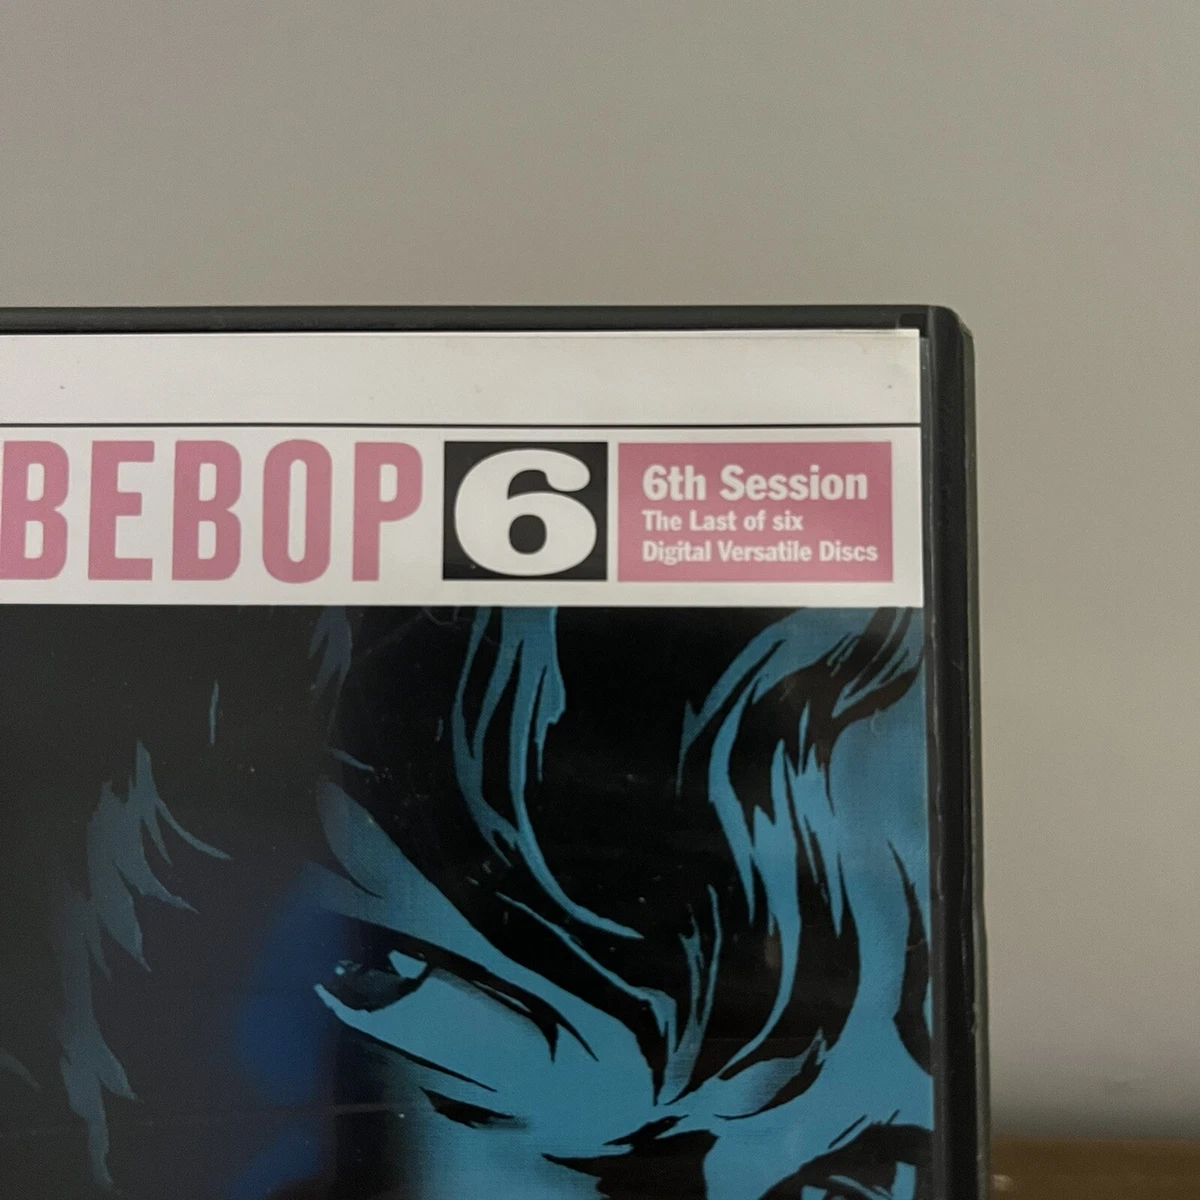 BEBOP 6
6th Session
The Last of six
Digital Versatile Discs